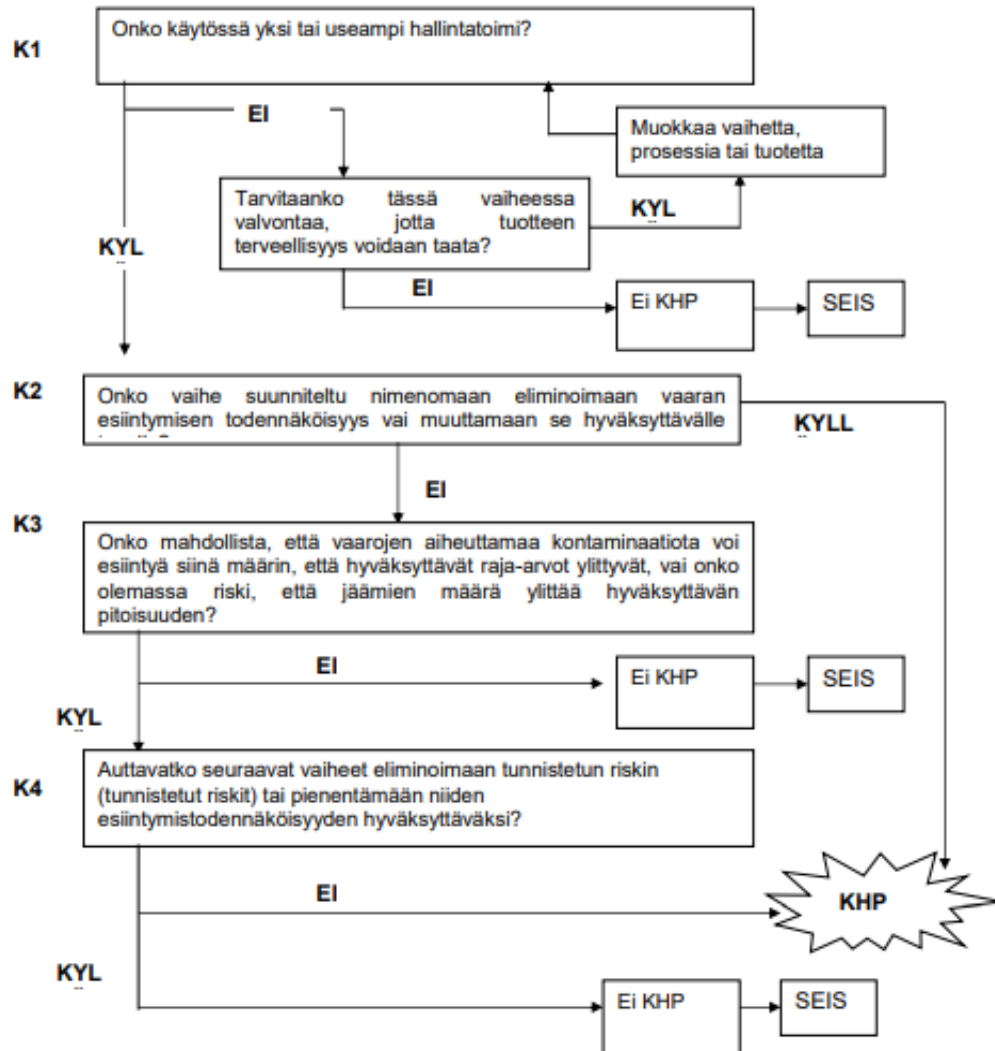 K1
Onko käytössä yksi tai useampi hallintatoimi?
EI
Muokkaa vaihetta,
prosessia tai tuotetta
Tarvitaanko tässä vaiheessa
valvontaa, jotta tuotteen
terveellisyys voidaan taata?
KYL
KYL
EI
Ei KHP
SEIS
K2
Onko vaihe suunniteltu nimenomaan eliminoimaan vaaran
esiintymisen todennäköisyys vai muuttamaan se hyväksyttävälle
KYLL
EI
K3
Onko mahdollista, että vaarojen aiheuttamaa kontaminaatiota voi
esiintyä siinä määrin, että hyväksyttävät raja-arvot ylittyvät, vai onko
olemassa riski, että jäämien määrä ylittää hyväksyttävän
pitoisuuden?
EI
Ei KHP
SEIS
KYL
K4
Auttavatko seuraavat vaiheet eliminoimaan tunnistetun riskin
(tunnistetut riskit) tai pienentämään niiden
esiintymistodennäköisyyden hyväksyttäväksi?
EI
KHP
KYL
Ei KHP
SEIS